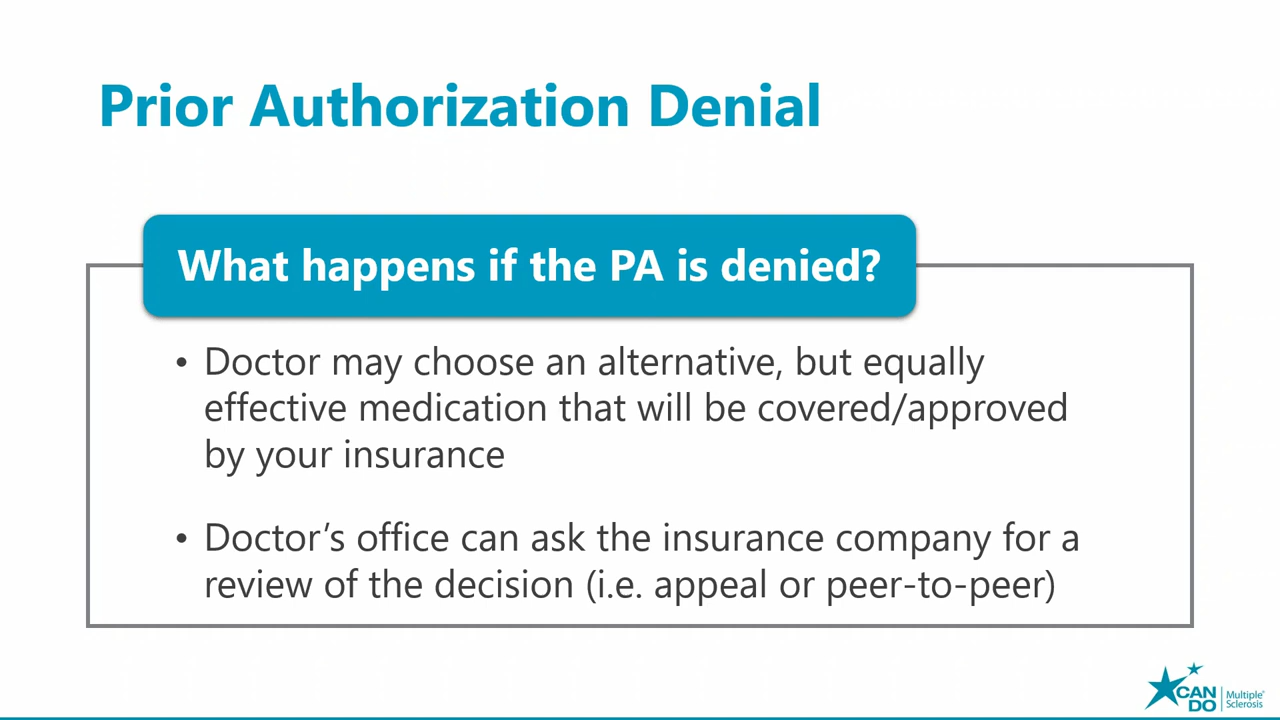 Prior Authorization Denial
What happens if the PA is denied?
• Doctor may choose an alternative, but equally
effective medication that will be covered/approved
by your insurance
• Doctor’s office can ask the insurance company for a
review of the decision (i.e. appeal or peer-to-peer)
CAN
DO
Multiple®
Sclerosis